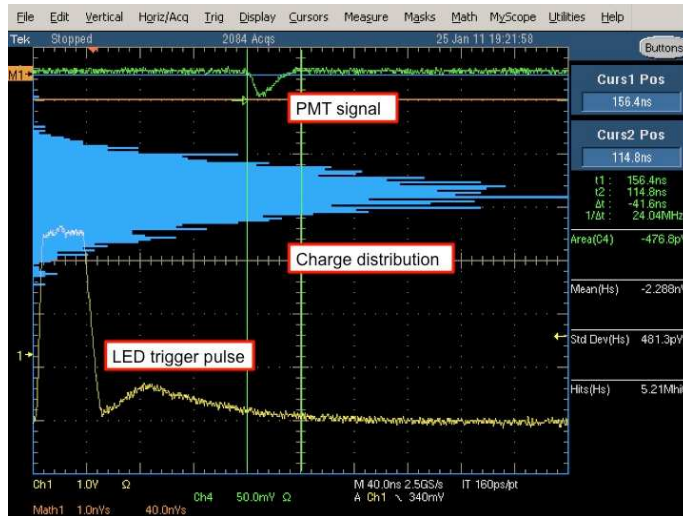 File Edit Vertical Horiz/Acq Trig Display Cursors Measure Masks Math MyScope Utilities Help
Tek Stopped 2084 Acqs 25 Jan 11 19:21:58
Buttons
M1
Curs1 Pos
156.4ns
Curs2 Pos
114.8ns
t1: 156.4ns
t2: 114.8ns
Δt: -41.6ns
1/Δt: 24.04MHz
PMT signal
Area(C4) -476.8p
Charge distribution
Mean(Hs) -2.288n
Std Dev(Hs) 481.3pV
LED trigger pulse
1
Hits(Hs) 5.21Mhi
Ch1 1.0V Ω M 40.0ns 2.5GS/s IT 160ps/pt
Ch4 50.0mV Ω A Ch1 340mV
Math1 1.0nVs 40.0nYs